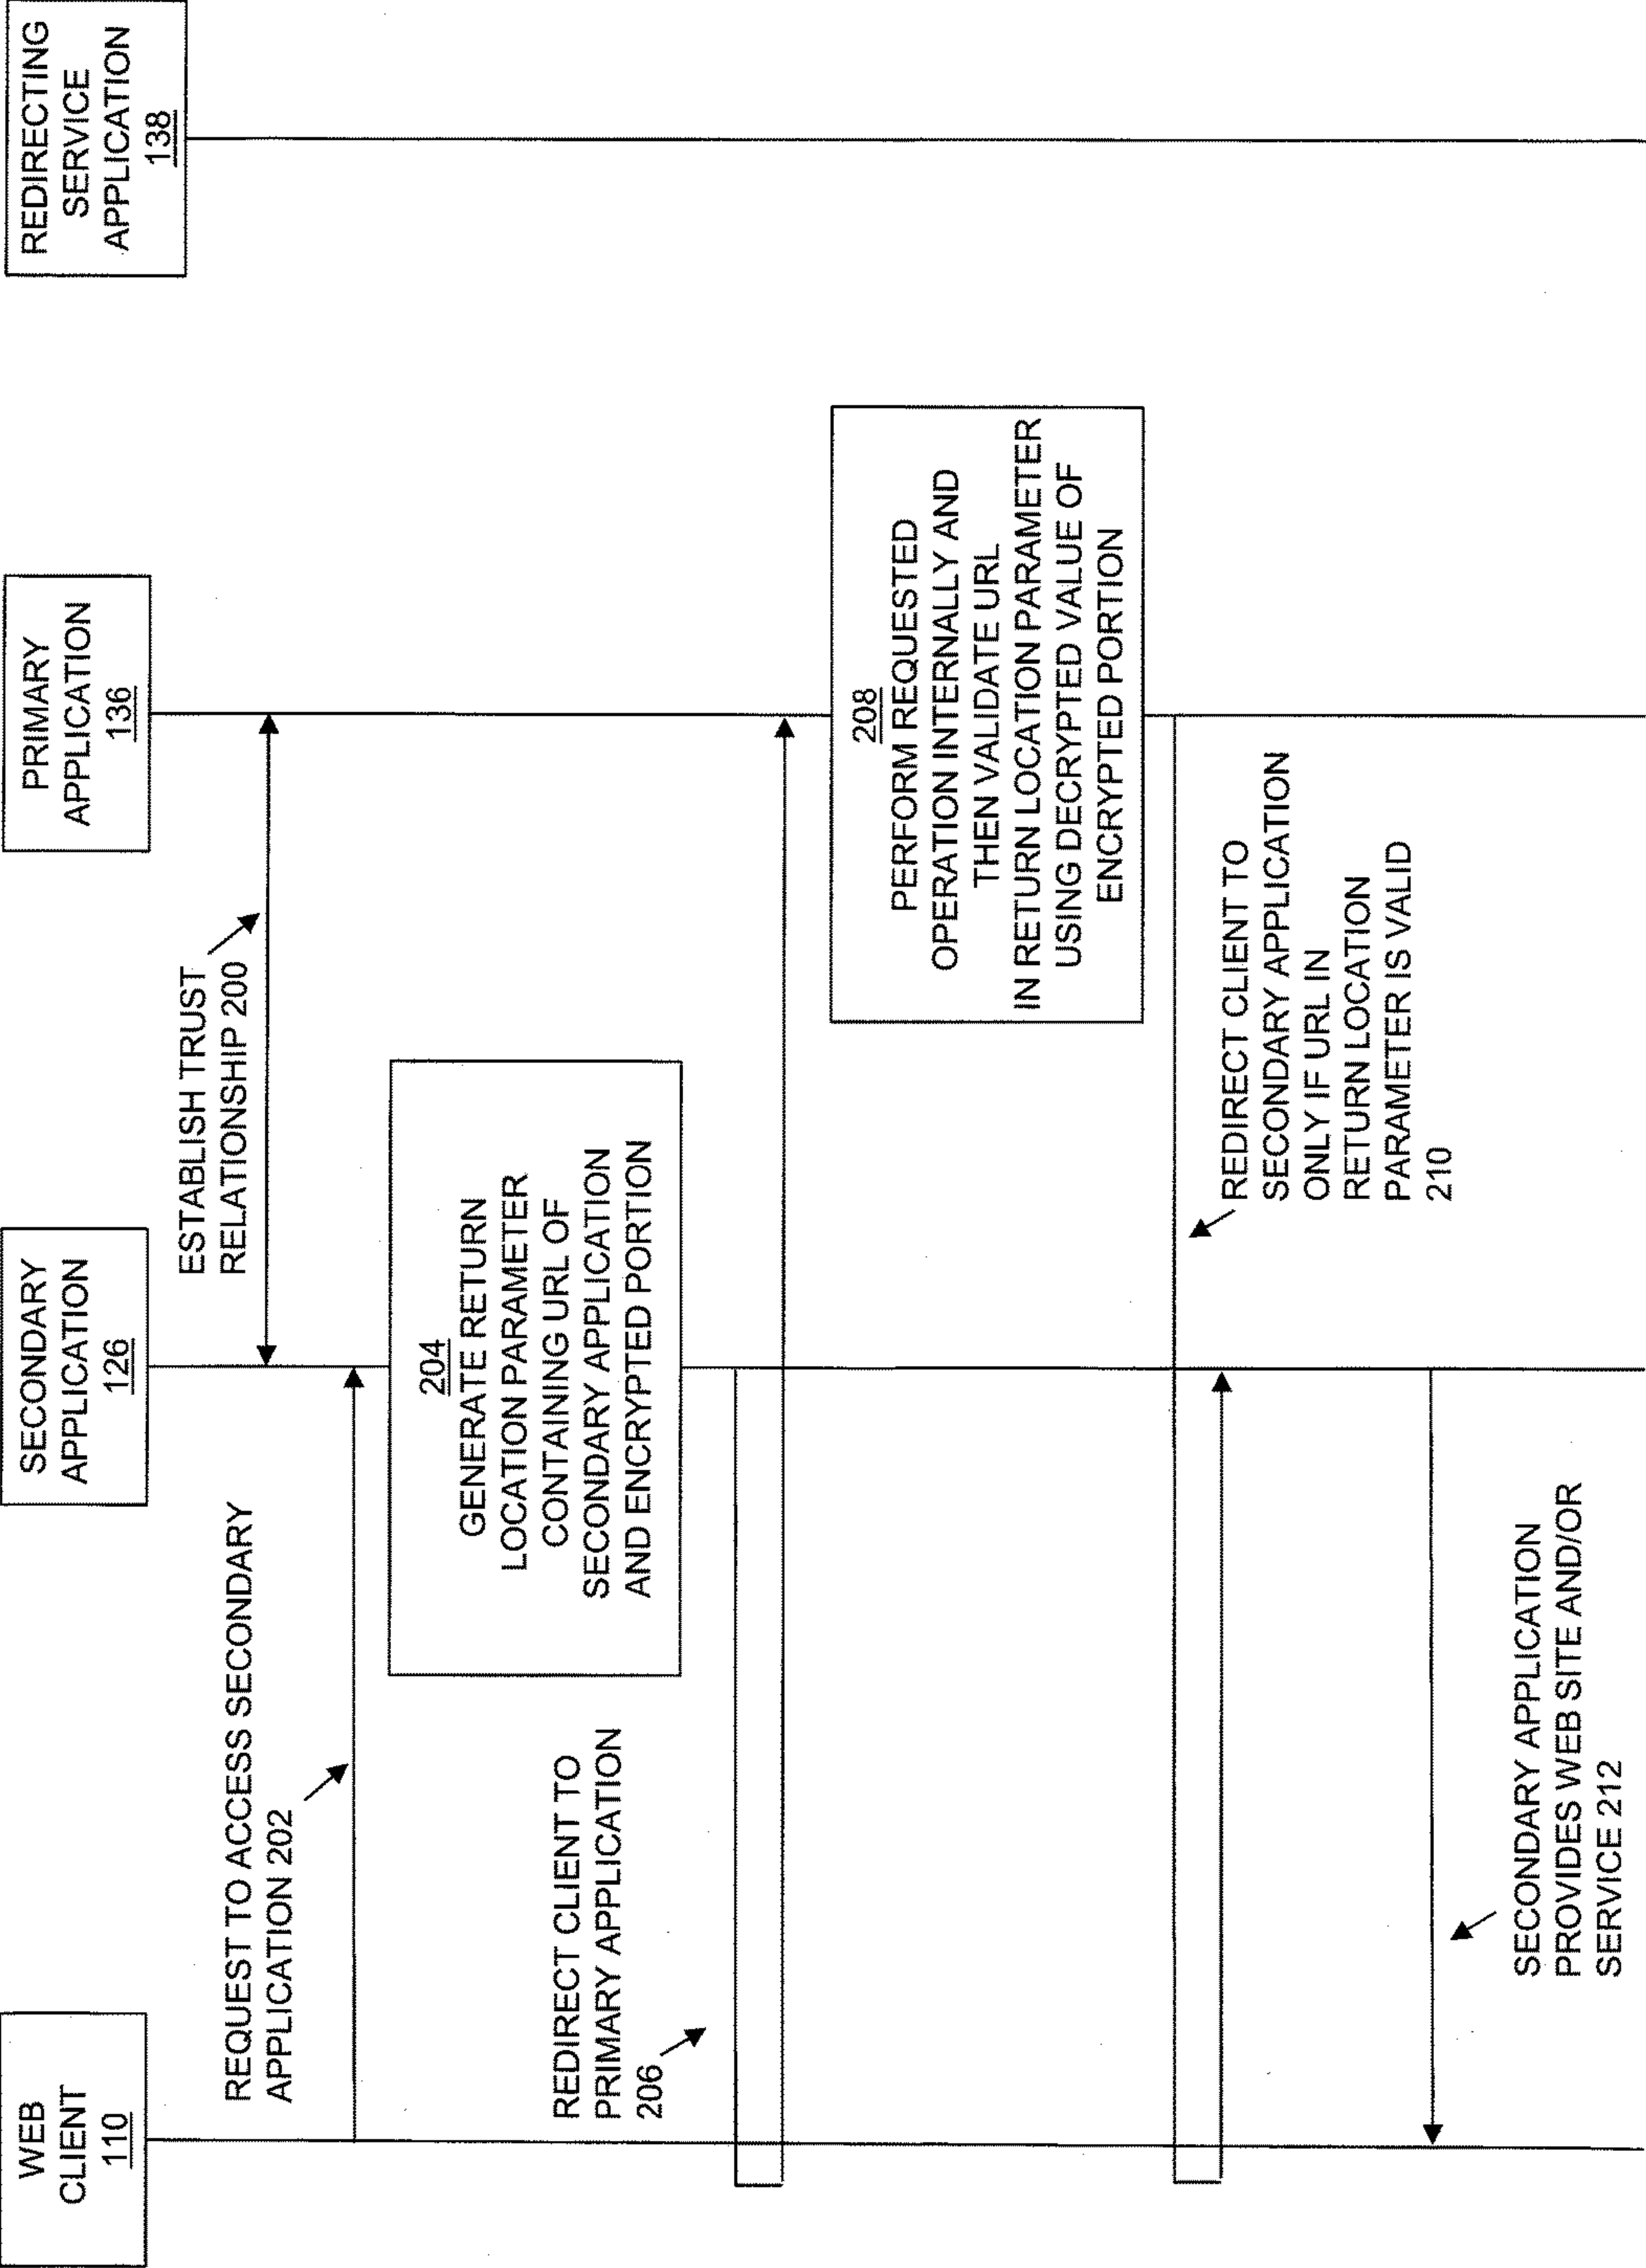 WEB
CLIENT
110
SECONDARY
APPLICATION
126
PRIMARY
APPLICATION
136
REDIRECTING
SERVICE
APPLICATION
138
ESTABLISH TRUST
RELATIONSHIP 200
REQUEST TO ACCESS SECONDARY
APPLICATION 202
204
GENERATE RETURN
LOCATION PARAMETER
CONTAINING URL OF
SECONDARY APPLICATION
AND ENCRYPTED PORTION
REDIRECT CLIENT TO
PRIMARY APPLICATION
206
208
PERFORM REQUESTED
OPERATION INTERNALLY AND
THEN VALIDATE URL
IN RETURN LOCATION PARAMETER
USING DECRYPTED VALUE OF
ENCRYPTED PORTION
REDIRECT CLIENT TO
SECONDARY APPLICATION
ONLY IF URL IN
RETURN LOCATION
PARAMETER IS VALID
210
SECONDARY APPLICATION
PROVIDES WEB SITE AND/OR
SERVICE 212